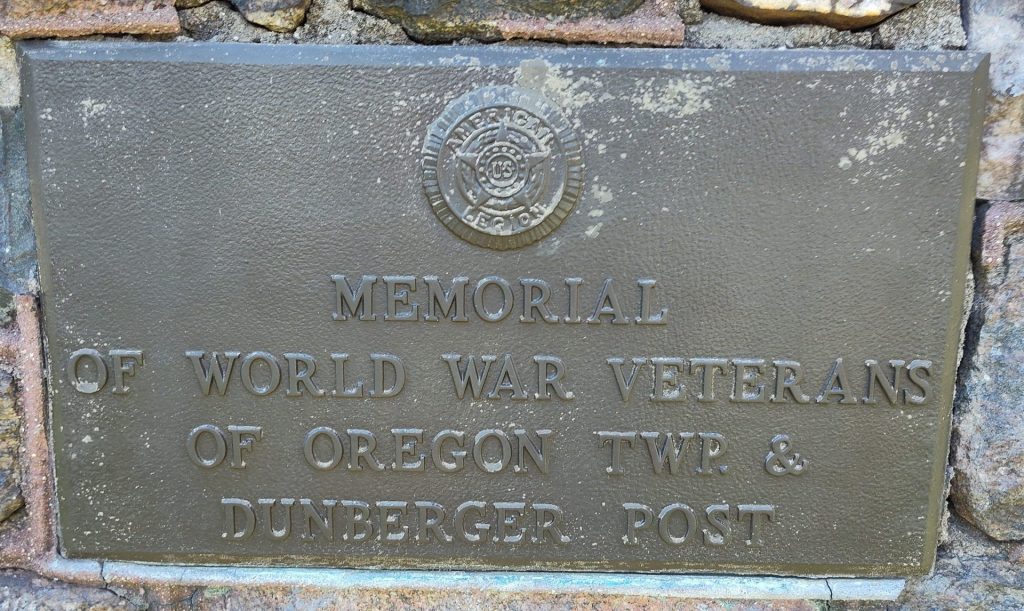 AMERICAN
US
LEGION
MEMORIAL
OF WORLD WAR VETERANS
OF OREGON TWP. &
DUNBERGER POST